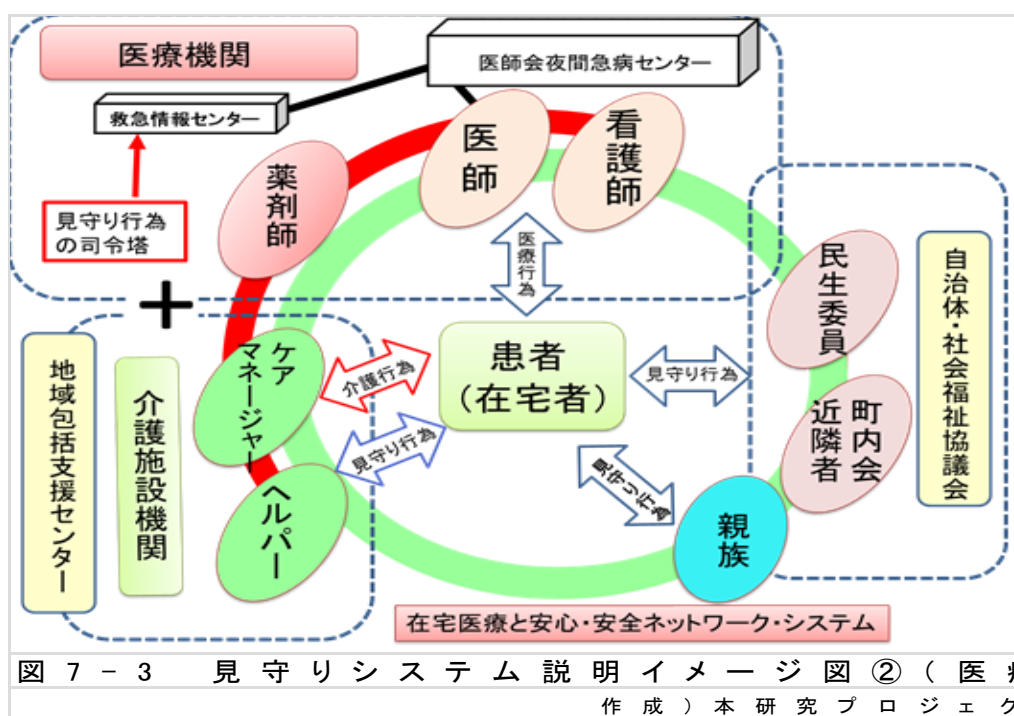 医療機関
医師会夜間急病センター
救急情報センター
見守り行為
の司令塔
薬剤師
医師
看護師
医療行為
民生委員
町内会
近隣者
自治体・社会福祉協議会
患者
（在宅者）
見守り行為
介護行為
見守り行為
見守り行為
＋
ケア
マネージャー
ヘルパー
介護施設機関
地域包括支援センター
親族
在宅医療と安心・安全ネットワーク・システム
図 7 － 3 見守りシステム説明イメージ図②（医
作成）本研究プロジェク